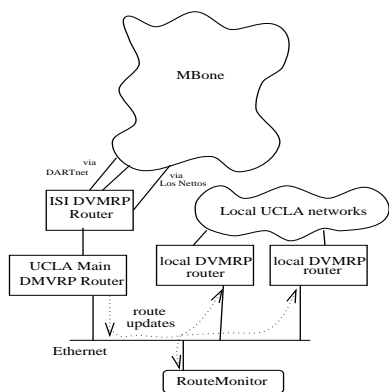 MBone
via
DARTnet
via
Los Nettos
ISI DVMRP
Router
Local UCLA networks
UCLA Main
DMVRP Router
local DVMRP
router
local DVMRP
router
route
updates
Ethernet
RouteMonitor